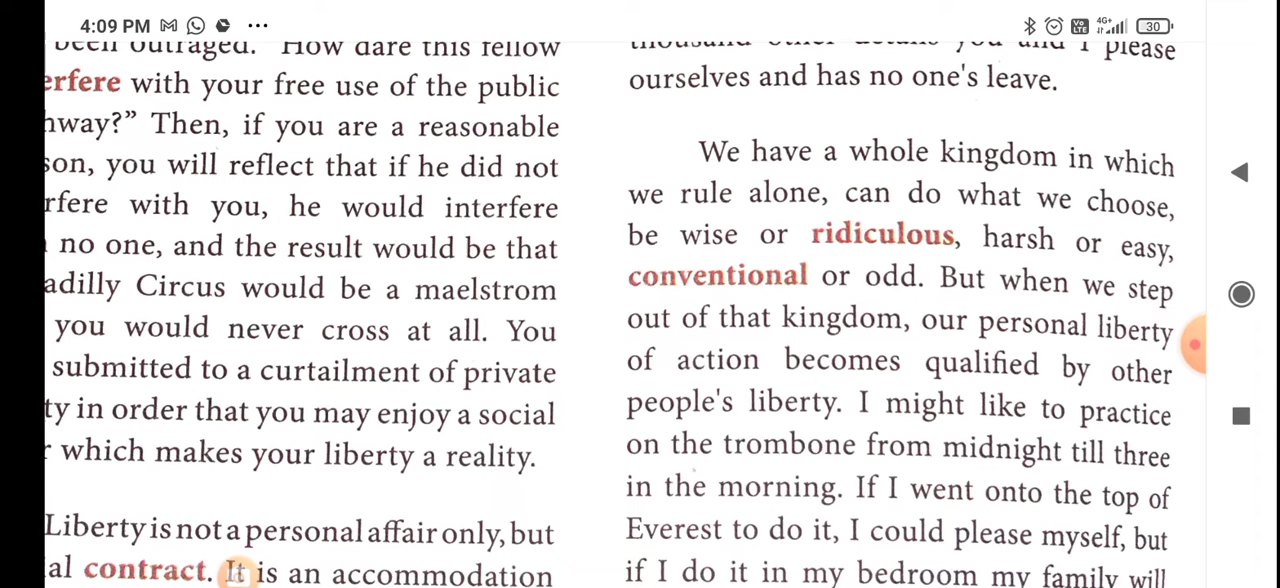 4:09 PM
4G+
30
been outraged. "How dare this fellow
erfere with your free use of the public
hway?” Then, if you are a reasonable
son, you will reflect that if he did not
rfere with you, he would interfere
no one, and the result would be that
adilly Circus would be a maelstrom
you would never cross at all. You
submitted to a curtailment of private
ty in order that you may enjoy a social
r which makes your liberty a reality.
Liberty is not a personal affair only, but
al contract. It is an accommodation
thousand other details you and I please
ourselves and has no one's leave.
We have a whole kingdom in which
we rule alone, can do what we choose,
be wise or ridiculous, harsh or easy,
conventional or odd. But when we step
out of that kingdom, our personal liberty
of action becomes qualified by other
people's liberty. I might like to practice
on the trombone from midnight till three
in the morning. If I went onto the top of
Everest to do it, I could please myself, but
if I do it in my bedroom my family will